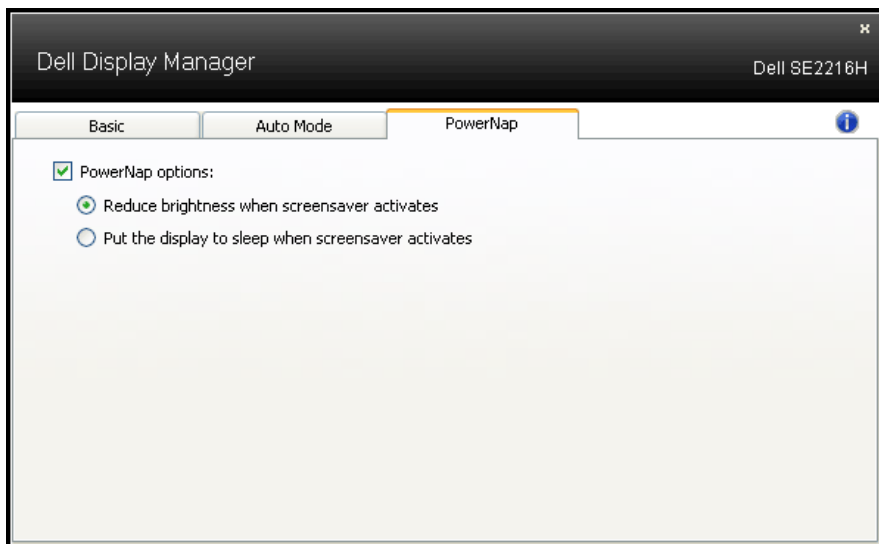 Dell Display Manager
Dell SE2216H
Basic
Auto Mode
PowerNap
PowerNap options:
Reduce brightness when screensaver activates
Put the display to sleep when screensaver activates